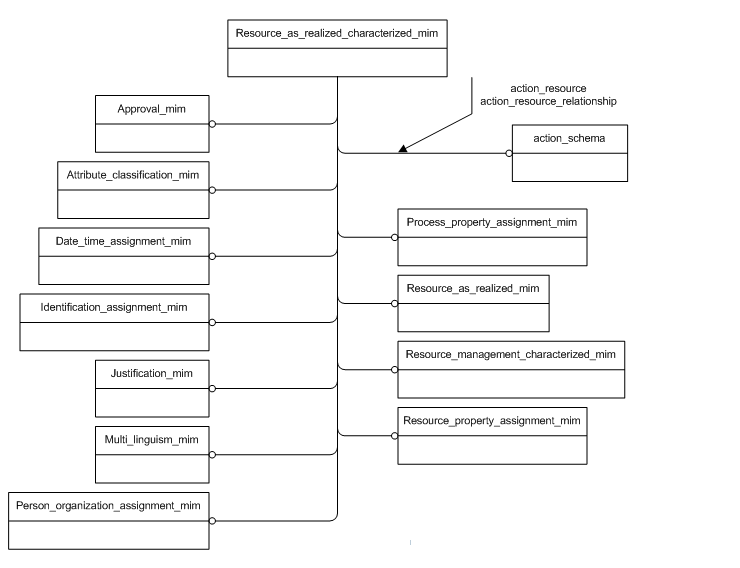 Resource_as_realized_characterized_mim
action_resource
action_resource_relationship
Approval_mim
action_schema
Attribute_classification_mim
Process_property_assignment_mim
Date_time_assignment_mim
Resource_as_realized_mim
Identification_assignment_mim
Resource_management_characterized_mim
Justification_mim
Resource_property_assignment_mim
Multi_linguism_mim
Person_organization_assignment_mim